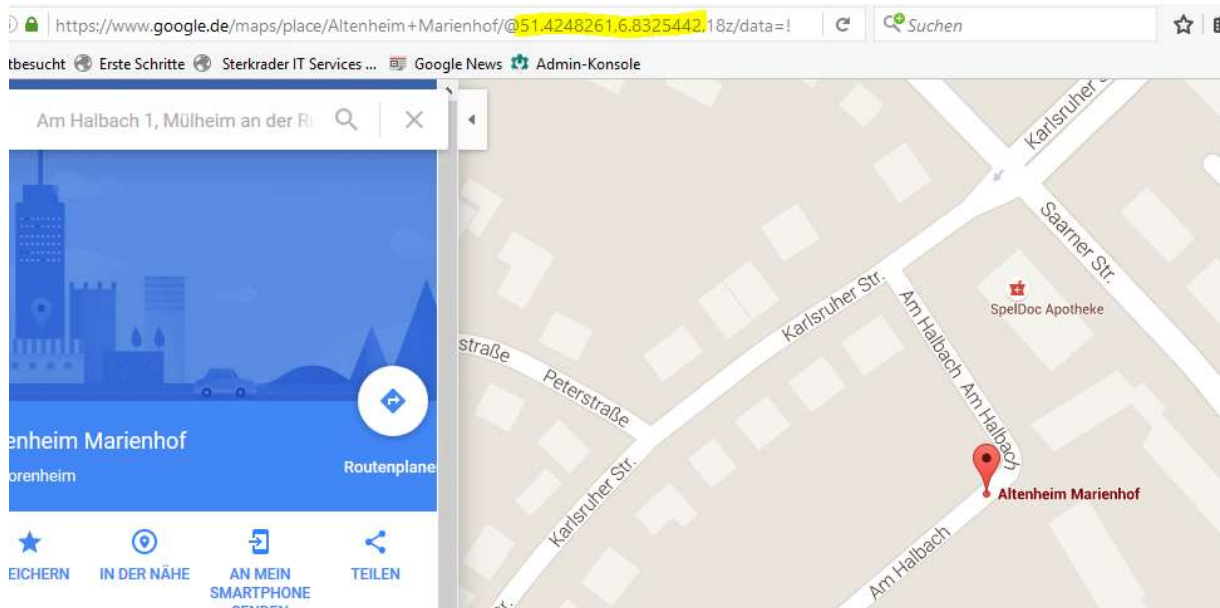 https://www.google.de/maps/place/Altenheim+Marienhof/@51.4248261,6.8325442,18z/data=!
Suchen
tbesucht Erste Schritte Sterkrader IT Services ... Google News Admin-Konsole
Am Halbach 1, Mülheim an der Ru
enheim Marienhof
orenheim
Routenplane
EICHERN
IN DER NÄHE
AN MEIN
SMARTPHONE
SENDEN
TEILEN
Karlsruher S
Saarner Str.
SpelDoc Apotheke
Karlsruher Str.
Am Halbach
Am Halbach
straße
Peterstraße
Altenheim Marienhof
Karlsruher Str.
Am Halbach
tr.